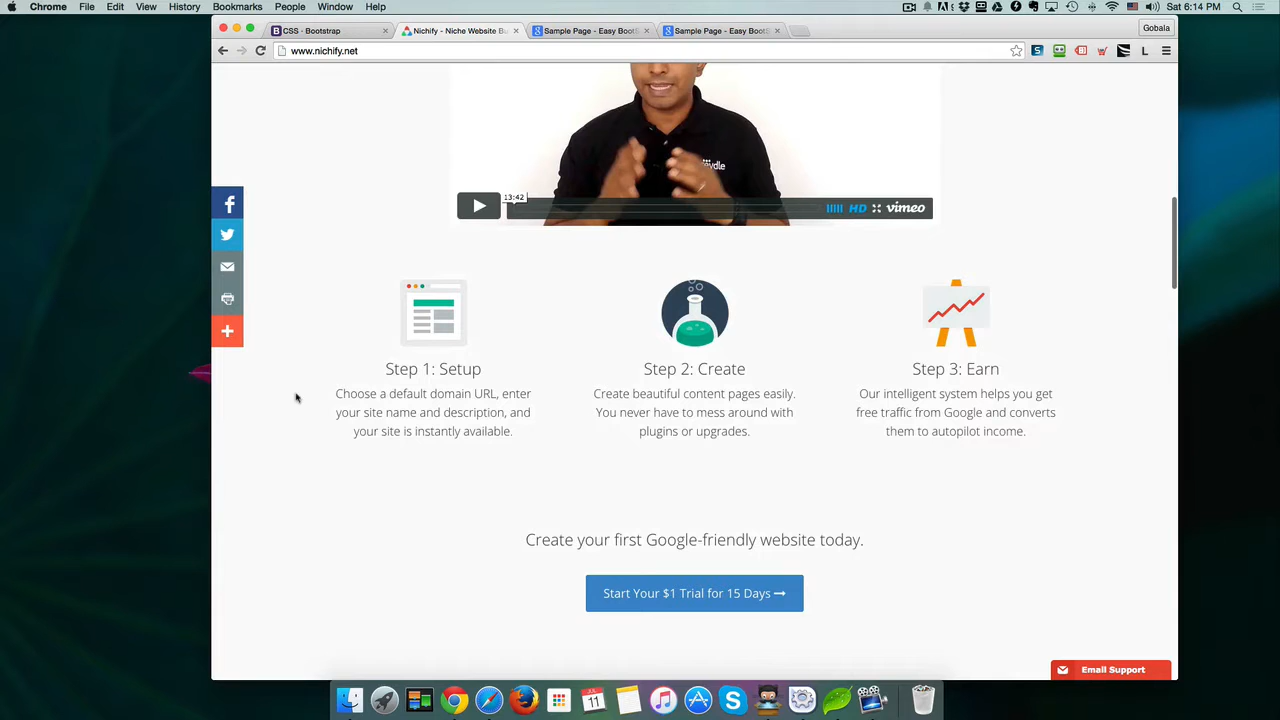 Chrome File Edit View History Bookmarks People Window Help
Sat 6:14 PM
CSS - Bootstrap
Nichify - Niche Website Bu
Sample Page - Easy BootS
Sample Page - Easy BootS
Gobala
www.nichify.net
13:42
HD vimeo
Step 1: Setup
Choose a default domain URL, enter
your site name and description, and
your site is instantly available.
Step 2: Create
Create beautiful content pages easily.
You never have to mess around with
plugins or upgrades.
Step 3: Earn
Our intelligent system helps you get
free traffic from Google and converts
them to autopilot income.
Create your first Google-friendly website today.
Start Your $1 Trial for 15 Days
Email Support
JUL
11